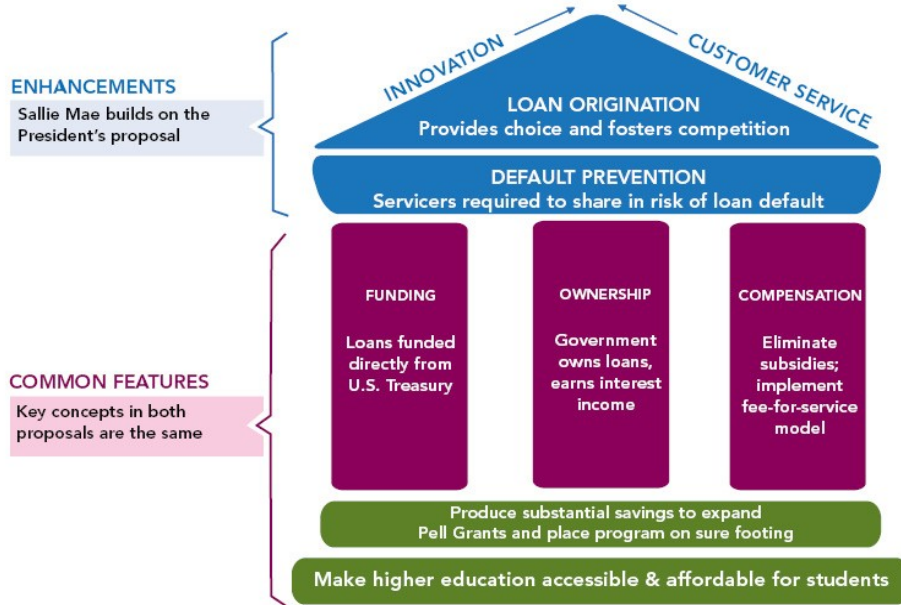 INNOVATION
CUSTOMER SERVICE
ENHANCEMENTS
Sallie Mae builds on the
President's proposal
LOAN ORIGINATION
Provides choice and fosters competition
DEFAULT PREVENTION
Servicers required to share in risk of loan default
COMMON FEATURES
Key concepts in both
proposals are the same
FUNDING
Loans funded
directly from
U.S. Treasury
OWNERSHIP
Government
owns loans,
earns interest
income
COMPENSATION
Eliminate
subsidies;
implement
fee-for-service
model
Produce substantial savings to expand
Pell Grants and place program on sure footing
Make higher education accessible & affordable for students